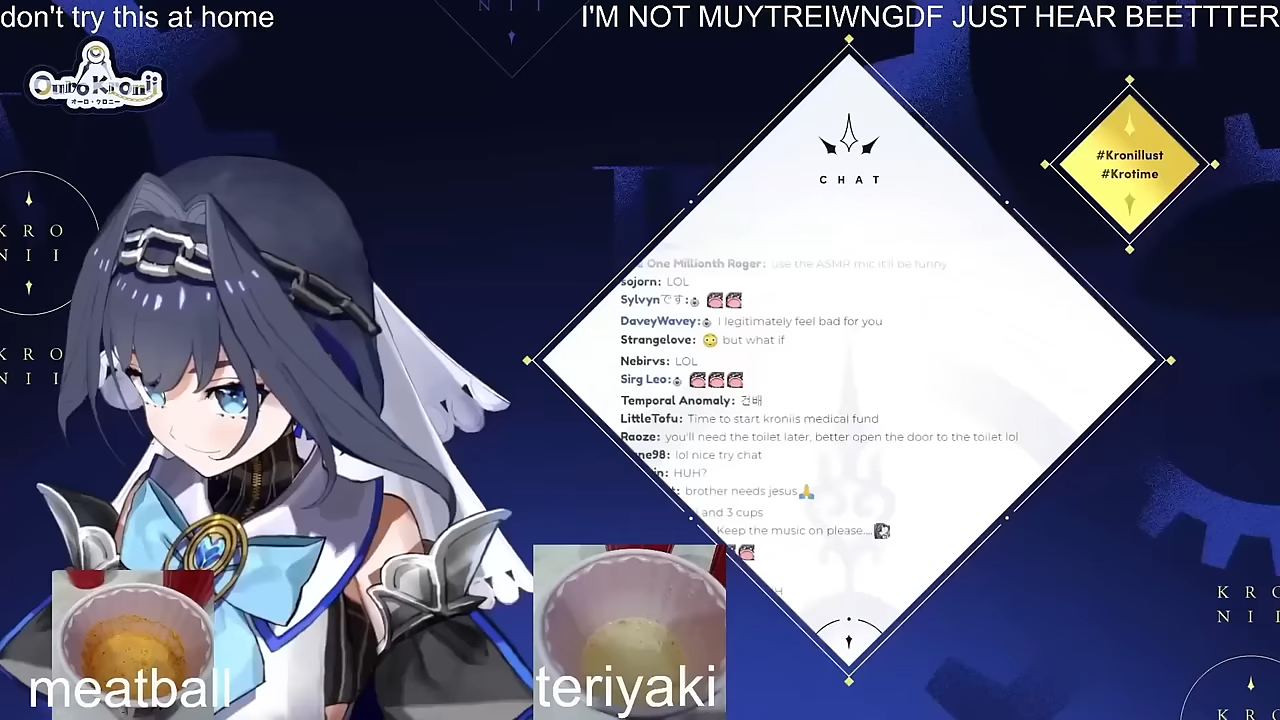 don't try this at home
I'M NOT MUYTREIWNGDF JUST HEAR BEETTTER
N I I
Ouro Kronii
オーロ・クロニー
K R O
N I I
K R O
N I I
#Kronillust
#Krotime
CHAT
One Millionth Roger: use the ASMR mic it'll be funny
sojorn: LOL
Sylvynです:
DaveyWavey: I legitimately feel bad for you
Strangelove: 😳 but what if
Nebirvs: LOL
Sirg Leo:
Temporal Anomaly: 건배
LittleTofu: Time to start kroniis medical fund
Raoze: you'll need the toilet later, better open the door to the toilet lol
ne98: lol nice try chat
in: HUH?
t: brother needs jesus🙏
and 3 cups
Keep the music on please....
H
meatball
teriyaki
K R O
N I I
K R O